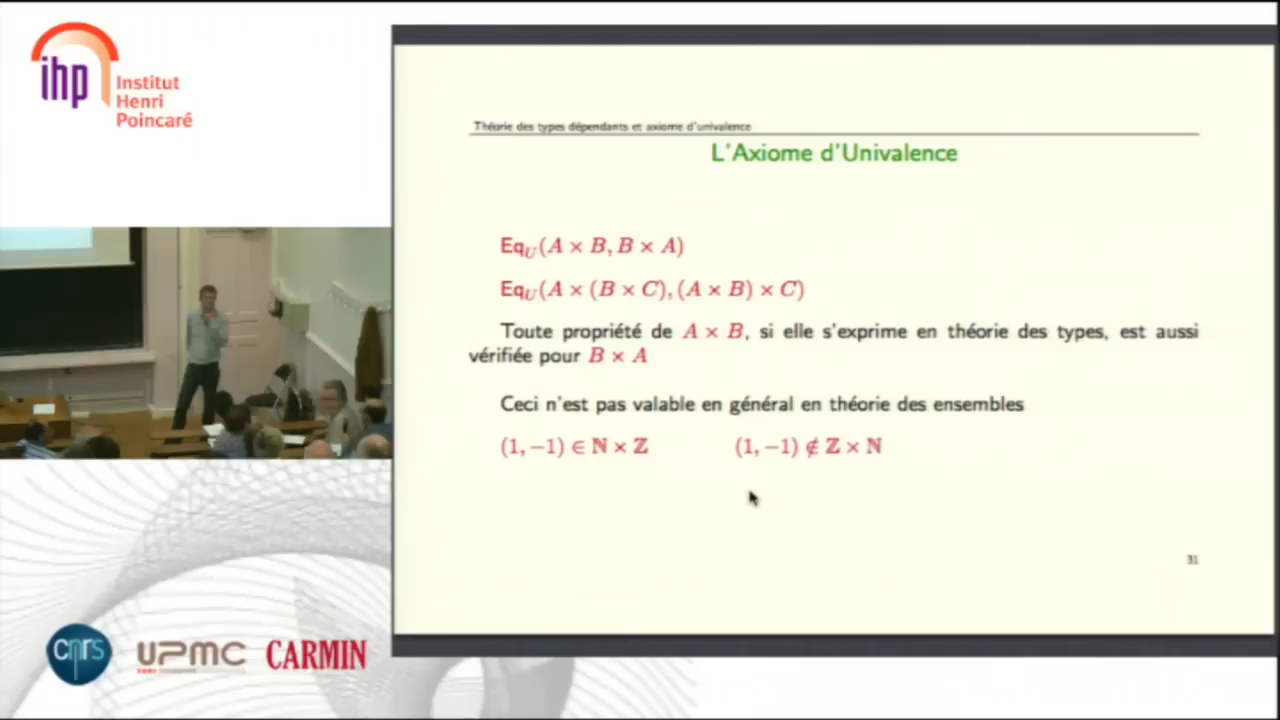 ihp
Institut
Henri
Poincaré
Théorie des types dépendants et axiome d'univalence
L'Axiome d'Univalence
Eq_U(A × B, B × A)
Eq_U(A × (B × C), (A × B) × C)
Toute propriété de A × B, si elle s'exprime en théorie des types, est aussi
vérifiée pour B × A
Ceci n'est pas valable en général en théorie des ensembles
(1, −1) ∈ ℕ × ℤ (1, −1) ∉ ℤ × ℕ
31
cnrs
UPMC
CARMIN